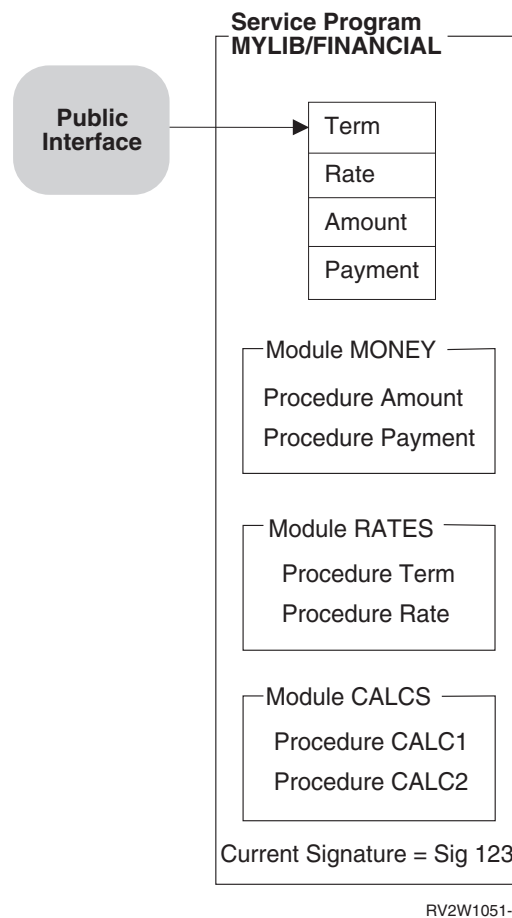 Service Program
MYLIB/FINANCIAL
Public
Interface
Term
Rate
Amount
Payment
Module MONEY
Procedure Amount
Procedure Payment
Module RATES
Procedure Term
Procedure Rate
Module CALCS
Procedure CALC1
Procedure CALC2
Current Signature = Sig 123
RV2W1051-